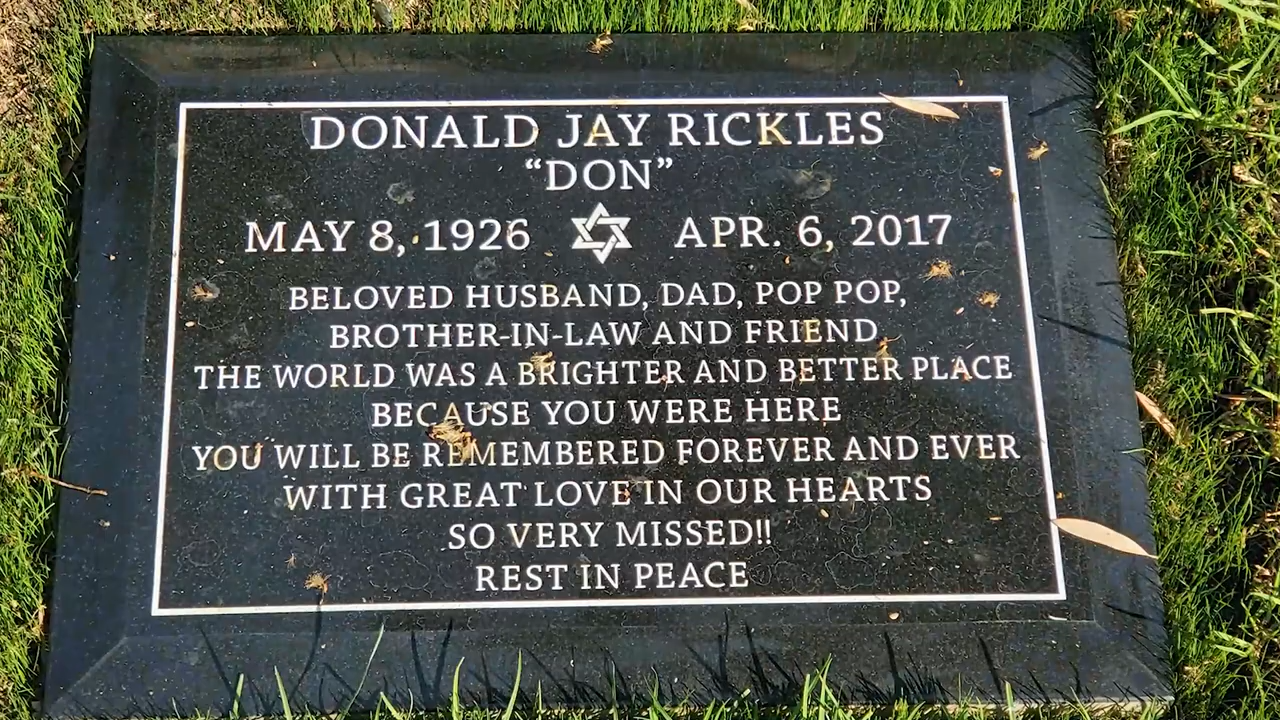 DONALD JAY RICKLES
“DON”
MAY 8, 1926 APR. 6, 2017
BELOVED HUSBAND, DAD, POP POP,
BROTHER-IN-LAW AND FRIEND
THE WORLD WAS A BRIGHTER AND BETTER PLACE
BECAUSE YOU WERE HERE
YOU WILL BE REMEMBERED FOREVER AND EVER
WITH GREAT LOVE IN OUR HEARTS
SO VERY MISSED!!
REST IN PEACE